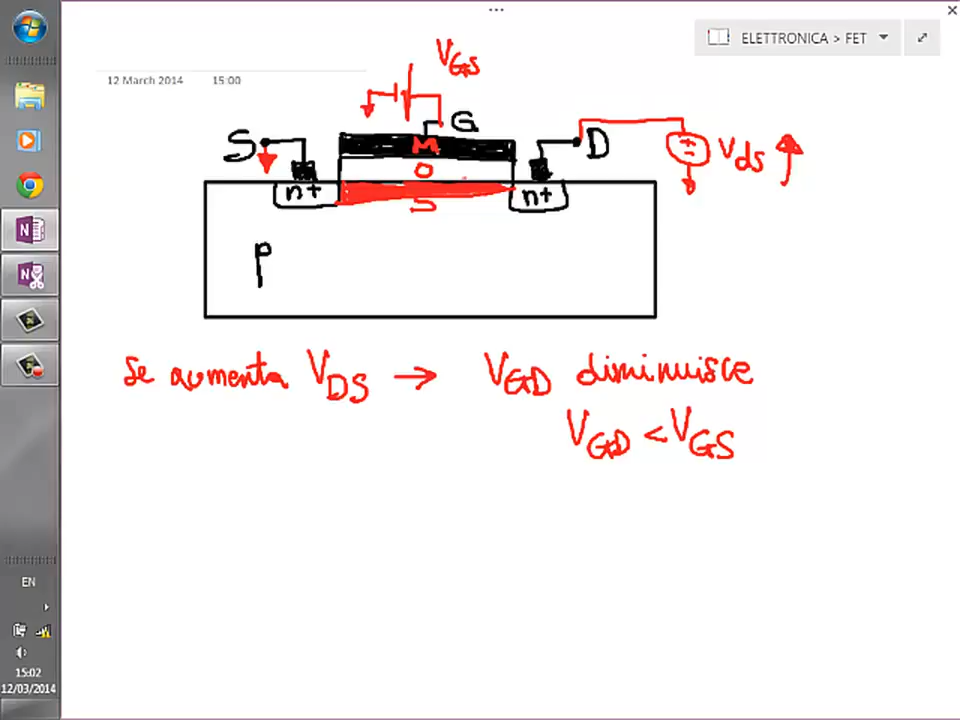 ELETTRONICA > FET
12 March 2014 15:00
VGS
G
S
D
M
O
S
n+
n+
Vds
P
Se aumenta VDS → VGD diminuisce
VGD < VGS
EN
15:02
12/03/2014